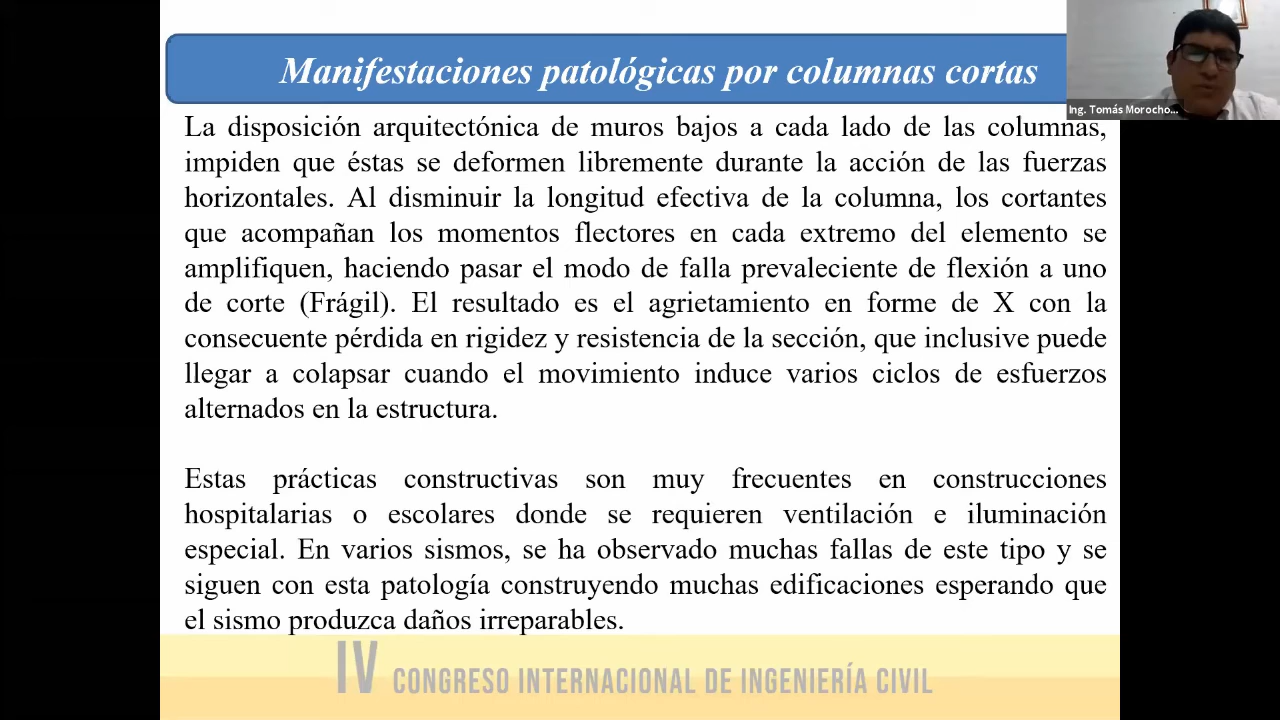 Manifestaciones patológicas por columnas cortas
Ing. Tomás Morocho...
La disposición arquitectónica de muros bajos a cada lado de las columnas,
impiden que éstas se deformen libremente durante la acción de las fuerzas
horizontales. Al disminuir la longitud efectiva de la columna, los cortantes
que acompañan los momentos flectores en cada extremo del elemento se
amplifiquen, haciendo pasar el modo de falla prevaleciente de flexión a uno
de corte (Frágil). El resultado es el agrietamiento en forme de X con la
consecuente pérdida en rigidez y resistencia de la sección, que inclusive puede
llegar a colapsar cuando el movimiento induce varios ciclos de esfuerzos
alternados en la estructura.
Estas prácticas constructivas son muy frecuentes en construcciones
hospitalarias o escolares donde se requieren ventilación e iluminación
especial. En varios sismos, se ha observado muchas fallas de este tipo y se
siguen con esta patología construyendo muchas edificaciones esperando que
el sismo produzca daños irreparables.
IV CONGRESO INTERNACIONAL DE INGENIERÍA CIVIL